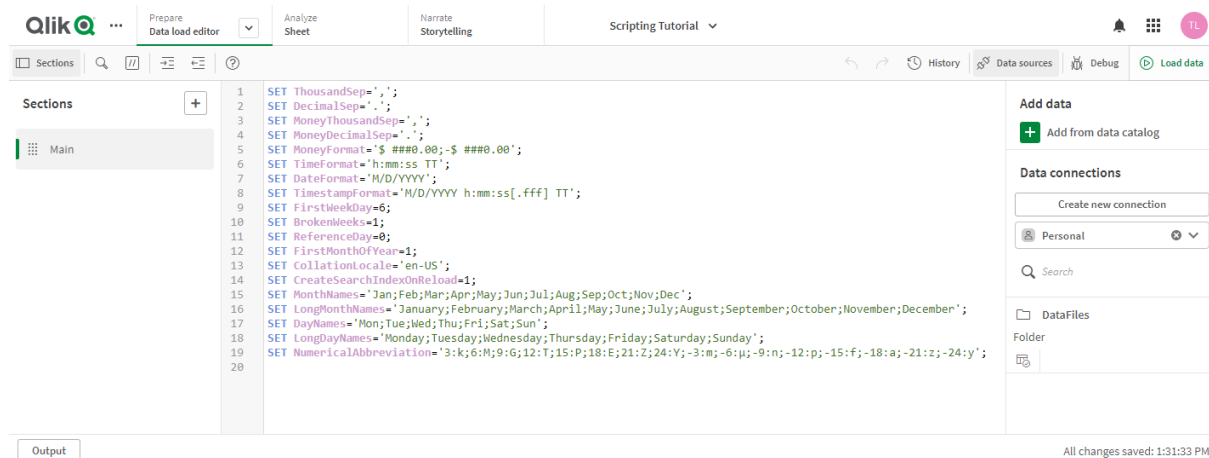 Qlik
...
Prepare
Data load editor
Analyze
Sheet
Narrate
Storytelling
Scripting Tutorial
TL
Sections
//
?
History
Data sources
Debug
Load data
Sections
+
Main
1 SET ThousandSep=',';
2 SET DecimalSep='.';
3 SET MoneyThousandSep=',';
4 SET MoneyDecimalSep='.';
5 SET MoneyFormat='$ ###0.00;-$ ###0.00';
6 SET TimeFormat='h:mm:ss TT';
7 SET DateFormat='M/D/YYYY';
8 SET TimestampFormat='M/D/YYYY h:mm:ss[.fff] TT';
9 SET FirstWeekDay=6;
10 SET BrokenWeeks=1;
11 SET ReferenceDay=0;
12 SET FirstMonthOfYear=1;
13 SET CollationLocale='en-US';
14 SET CreateSearchIndexOnReload=1;
15 SET MonthNames='Jan;Feb;Mar;Apr;May;Jun;Jul;Aug;Sep;Oct;Nov;Dec';
16 SET LongMonthNames='January;February;March;April;May;June;July;August;September;October;November;December';
17 SET DayNames='Mon;Tue;Wed;Thu;Fri;Sat;Sun';
18 SET LongDayNames='Monday;Tuesday;Wednesday;Thursday;Friday;Saturday;Sunday';
19 SET NumericalAbbreviation='3:k;6:M;9:G;12:T;15:P;18:E;21:Z;24:Y;-3:m;-6:μ;-9:n;-12:p;-15:f;-18:a;-21:z;-24:y';
20
Add data
Add from data catalog
Data connections
Create new connection
Personal
Search
DataFiles
Folder
Output
All changes saved: 1:31:33 PM